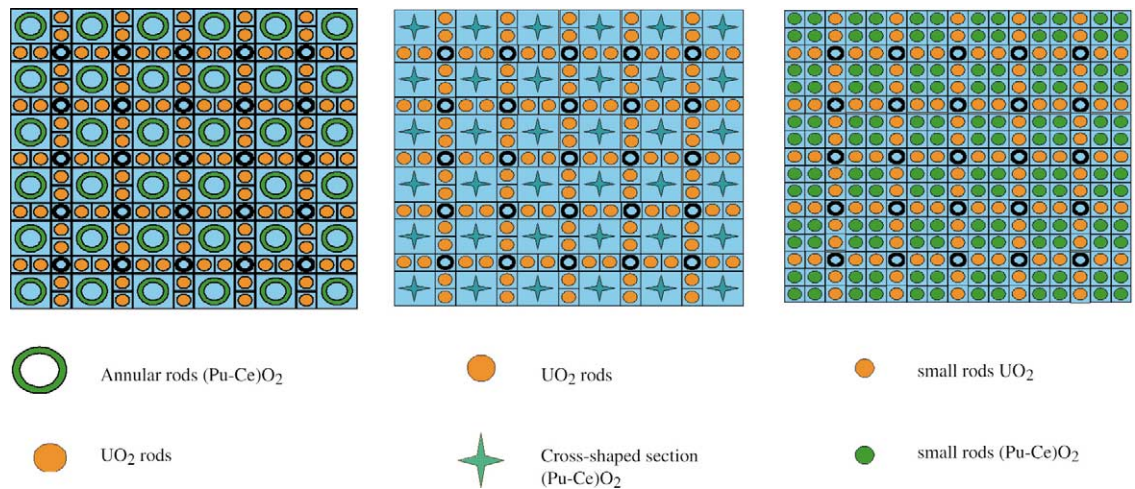 Annular rods (Pu-Ce)O₂
UO₂ rods
UO₂ rods
Cross-shaped section
(Pu-Ce)O₂
small rods UO₂
small rods (Pu-Ce)O₂